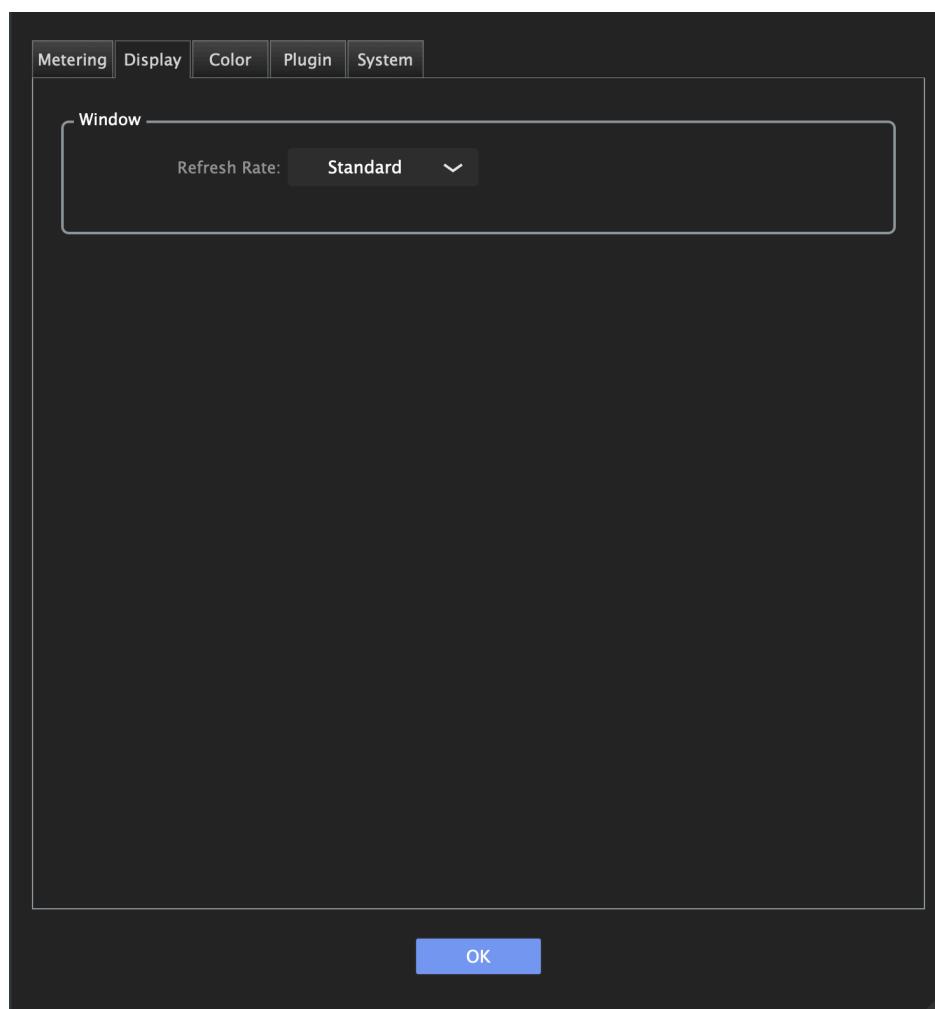 Metering Display Color Plugin System
Window
Refresh Rate: Standard
OK